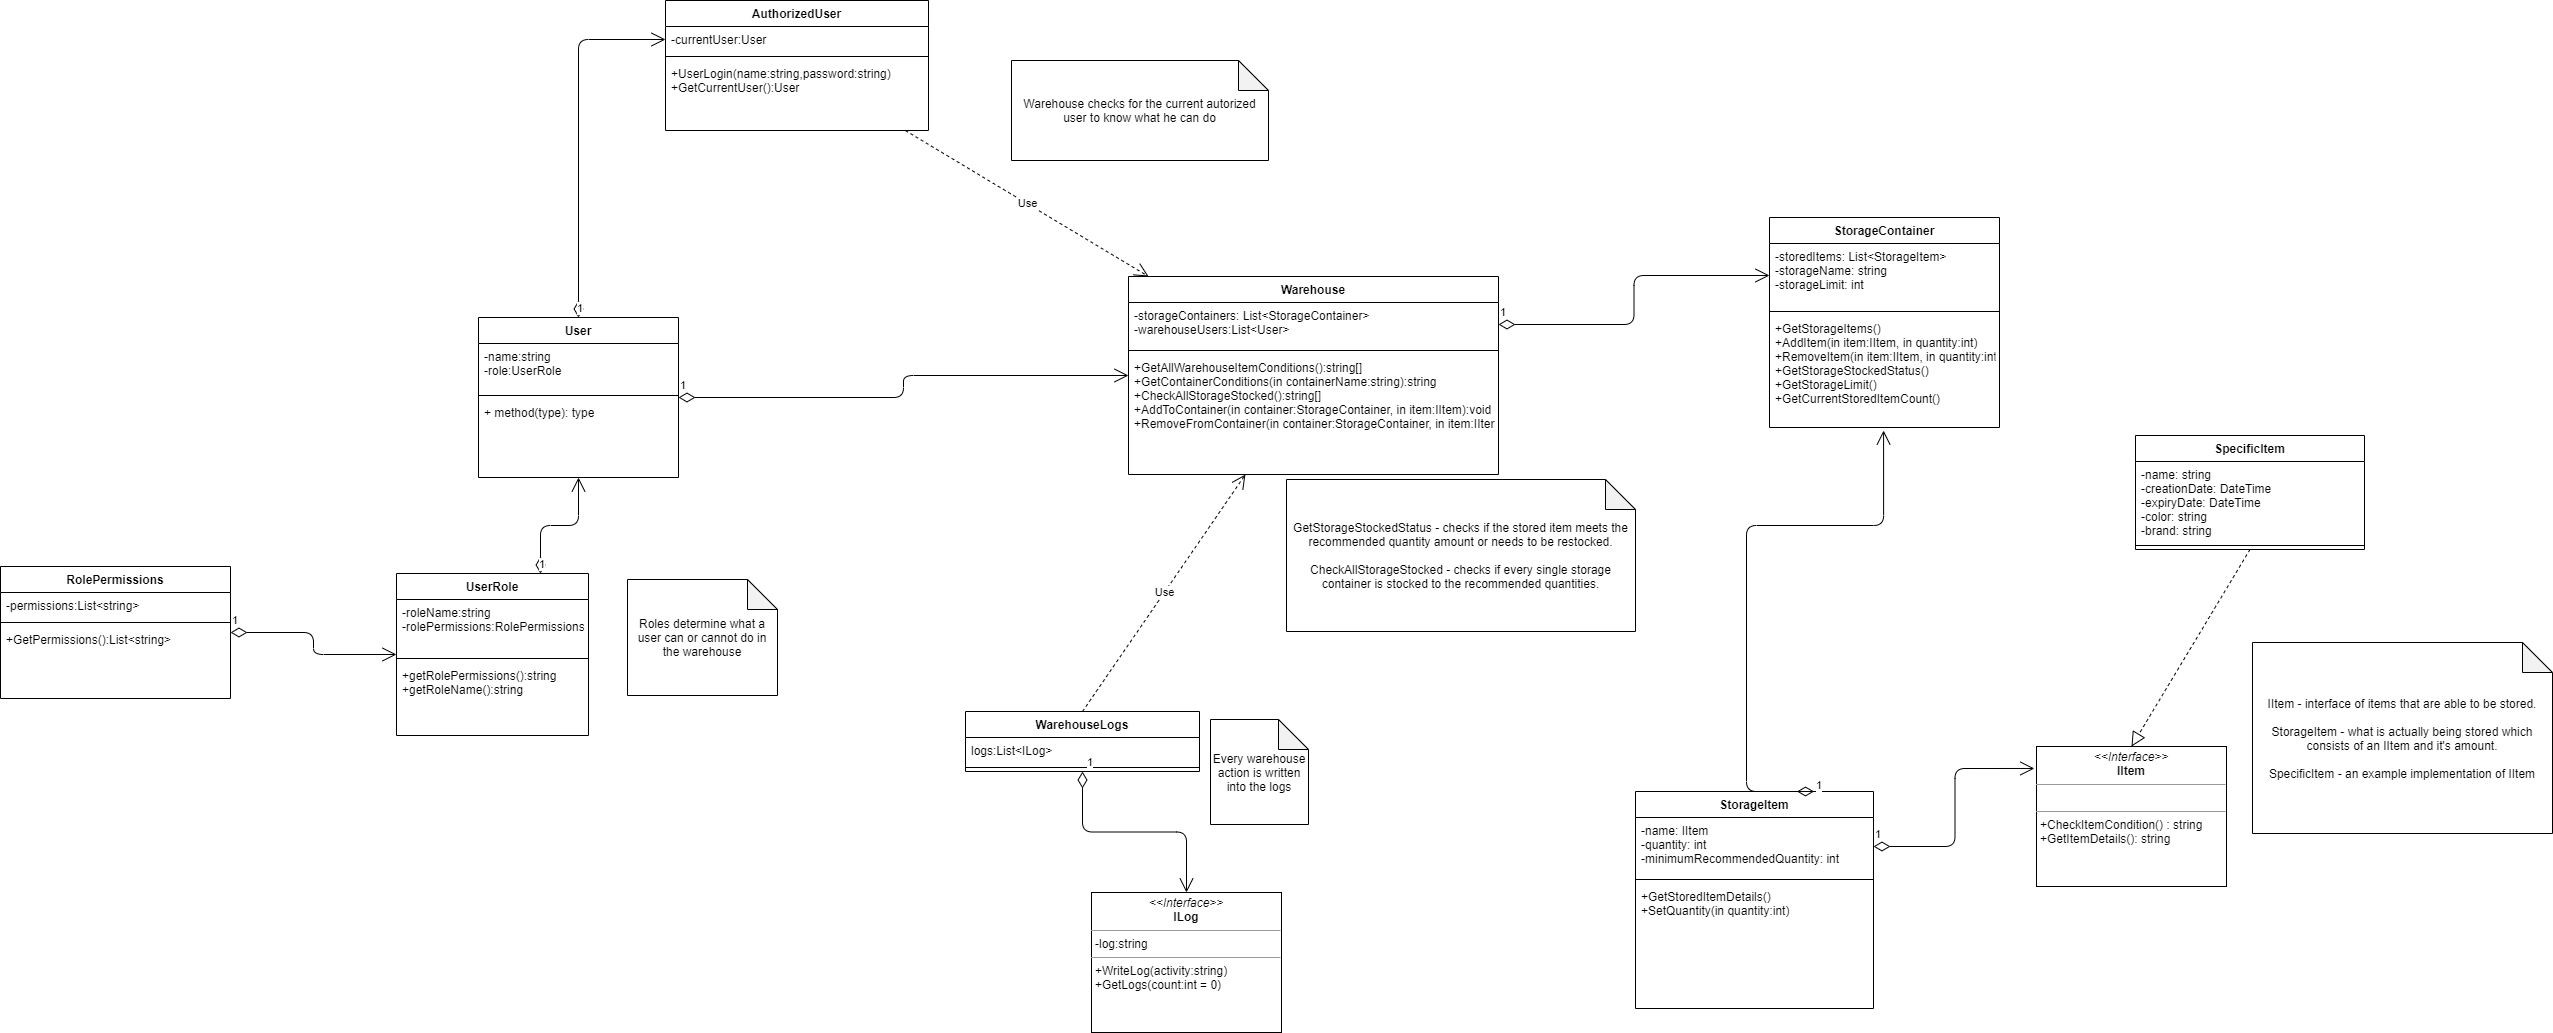 AuthorizedUser
-currentUser:User
+UserLogin(name:string,password:string)
+GetCurrentUser():User
Warehouse checks for the current autorized
user to know what he can do
Use
StorageContainer
-storedItems: List<StorageItem>
-storageName: string
-storageLimit: int
+GetStorageItems()
+AddItem(in item:IItem, in quantity:int)
+RemoveItem(in item:IItem, in quantity:int
+GetStorageStockedStatus()
+GetStorageLimit()
+GetCurrentStoredItemCount()
Warehouse
-storageContainers: List<StorageContainer>
-warehouseUsers:List<User>
+GetAllWarehouseItemConditions():string[]
+GetContainerConditions(in containerName:string):string
+CheckAllStorageStocked():string[]
+AddToContainer(in container:StorageContainer, in item:IItem):void
+RemoveFromContainer(in container:StorageContainer, in item:IIter
1
1
User
-name:string
-role:UserRole
+ method(type): type
1
SpecificItem
-name: string
-creationDate: DateTime
-expiryDate: DateTime
-color: string
-brand: string
GetStorageStockedStatus - checks if the stored item meets the
recommended quantity amount or needs to be restocked.
CheckAllStorageStocked - checks if every single storage
container is stocked to the recommended quantities.
RolePermissions
-permissions:List<string>
+GetPermissions():List<string>
1
1
UserRole
-roleName:string
-rolePermissions:RolePermissions
+getRolePermissions():string
+getRoleName():string
Roles determine what a
user can or cannot do in
the warehouse
Use
WarehouseLogs
logs:List<ILog>
1
Every warehouse
action is written
into the logs
<<Interface>>
ILog
-log:string
+WriteLog(activity:string)
+GetLogs(count:int = 0)
1
StorageItem
-name: IItem
-quantity: int
-minimumRecommendedQuantity: int
+GetStoredItemDetails()
+SetQuantity(in quantity:int)
1
<<Interface>>
IItem
+CheckItemCondition() : string
+GetItemDetails(): string
IItem - interface of items that are able to be stored.
StorageItem - what is actually being stored which
consists of an IItem and it's amount.
SpecificItem - an example implementation of IItem